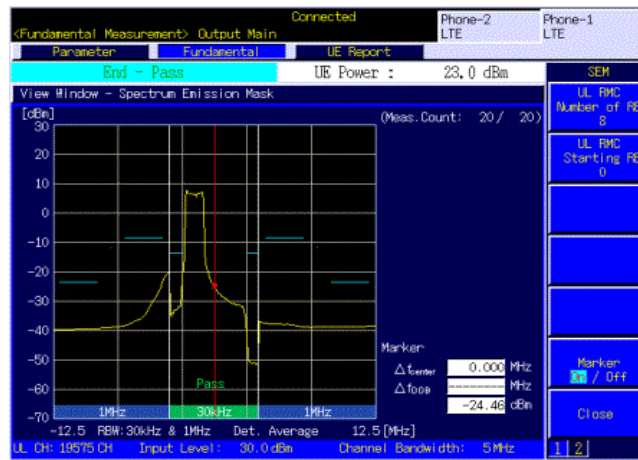 Connected
<Fundamental Measurement> Output Main
Phone-2
LTE
Phone-1
LTE
Parameter
Fundamental
UE Report
End - Pass
UE Power :
23.0 dBm
SEM
View Window - Spectrum Emission Mask
[dBm]
(Meas.Count: 20/ 20)
30
20
10
0
-10
-20
-30
-40
-50
-60
-70
Pass
1MHz
30kHz
1MHz
-12.5 RBW:30kHz & 1MHz Det. Average 12.5[MHz]
Marker
Δfcenter 0.000 MHz
ΔfOOB ------- MHz
-24.46 dBm
UL CH: 19575CH Input Level: 30.0dBm Channel Bandwidth: 5MHz
UL RMC
Number of RB
8
UL RMC
Starting RB
0
Marker
On / Off
Close
1 2